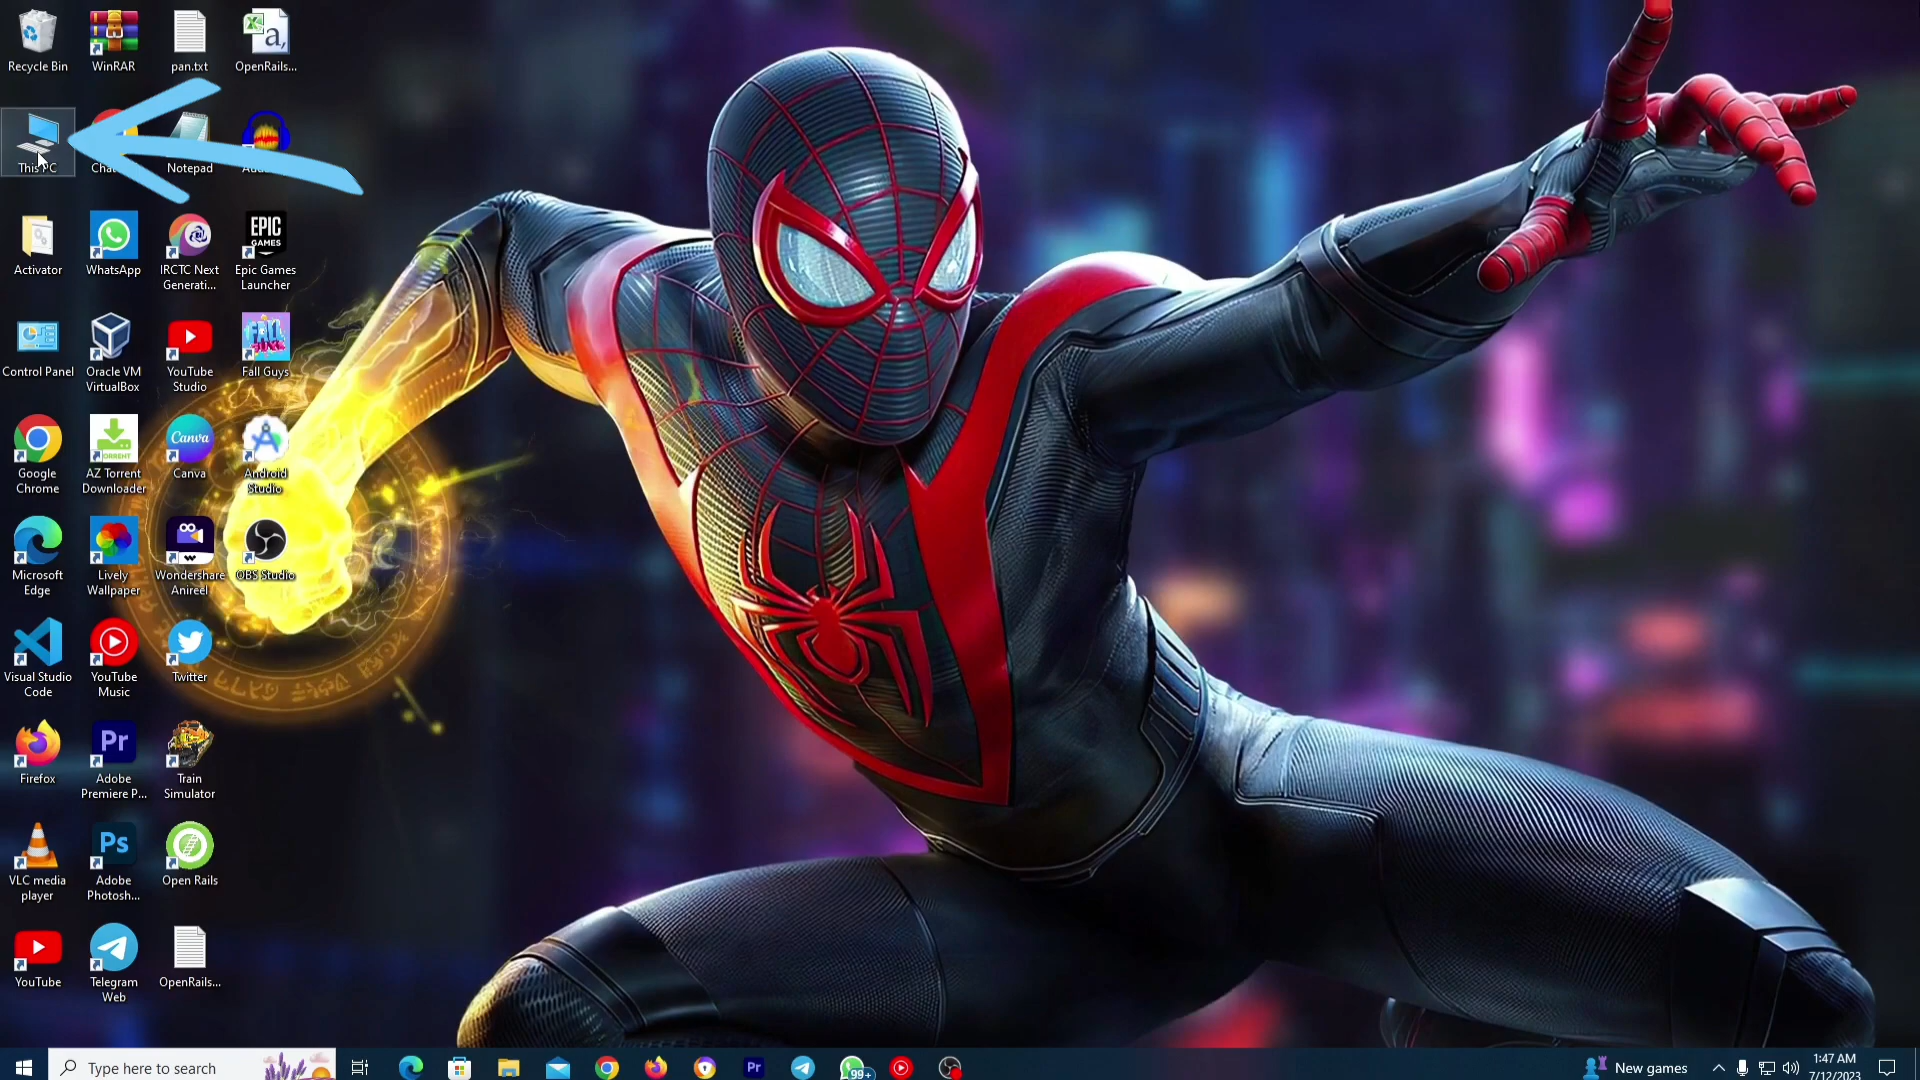 Recycle Bin
WinRAR
pan.txt
OpenRails...
This PC
Notepad
Activator
WhatsApp
IRCTC Next
Generati...
EPIC
GAMES
Epic Games
Launcher
Control Panel
Oracle VM
VirtualBox
YouTube
Studio
FALL
GUYS
Fall Guys
Google
Chrome
TORRENT
AZ Torrent
Downloader
Canva
Canva
Android
Studio
Microsoft
Edge
Lively
Wallpaper
Wondershare
Anireel
OBS Studio
Visual Studio
Code
YouTube
Music
Twitter
Firefox
Pr
Adobe
Premiere P...
Train
Simulator
VLC media
player
Ps
Adobe
Photosh...
Open Rails
YouTube
Telegram
Web
OpenRails...
Type here to search
Pr
99+
New games
1:47 AM
7/12/2023